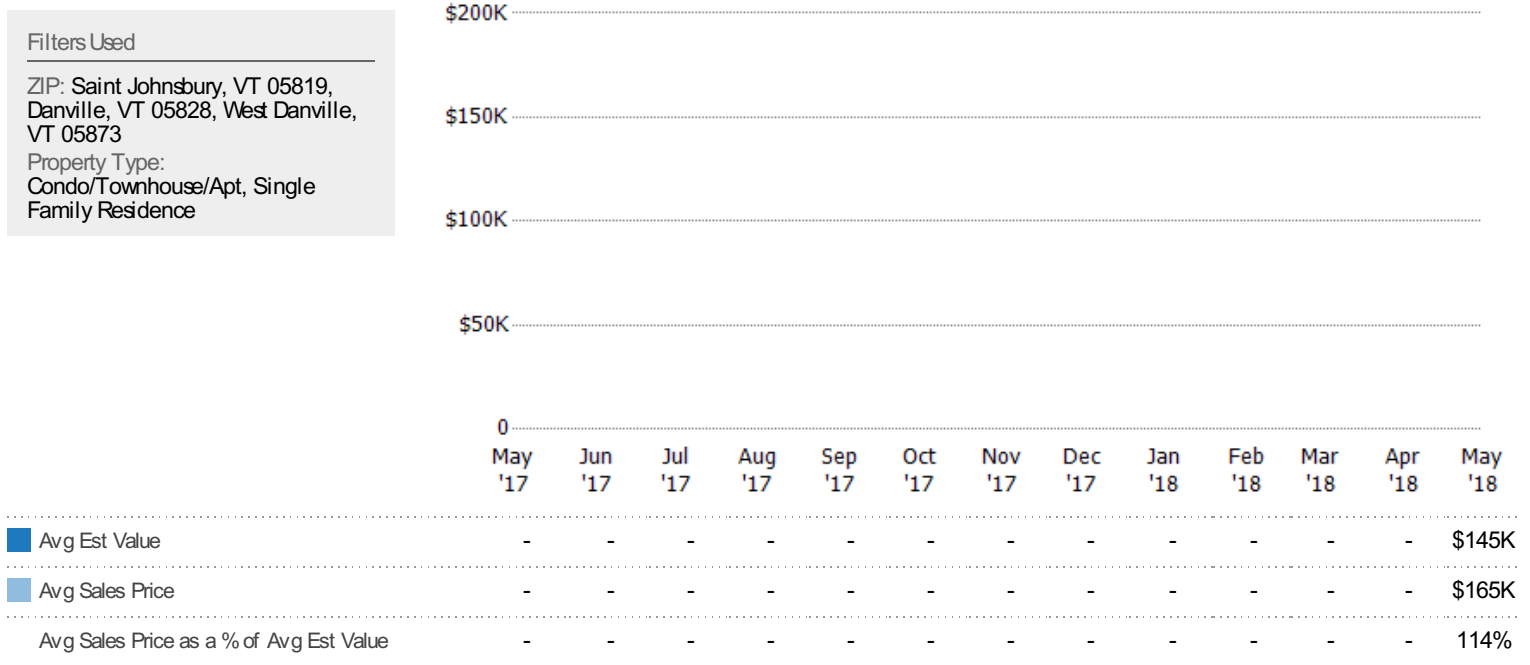 Filters Used
ZIP: Saint Johnsbury, VT 05819,
Danville, VT 05828, West Danville,
VT 05873
Property Type:
Condo/Townhouse/Apt, Single
Family Residence
$200K
$150K
$100K
$50K
0
May Jun Jul Aug Sep Oct Nov Dec Jan Feb Mar Apr May
'17 '17 '17 '17 '17 '17 '17 '17 '18 '18 '18 '18 '18
Avg Est Value - - - - - - - - - - - - $145K
Avg Sales Price - - - - - - - - - - - - $165K
Avg Sales Price as a % of Avg Est Value - - - - - - - - - - - - 114%